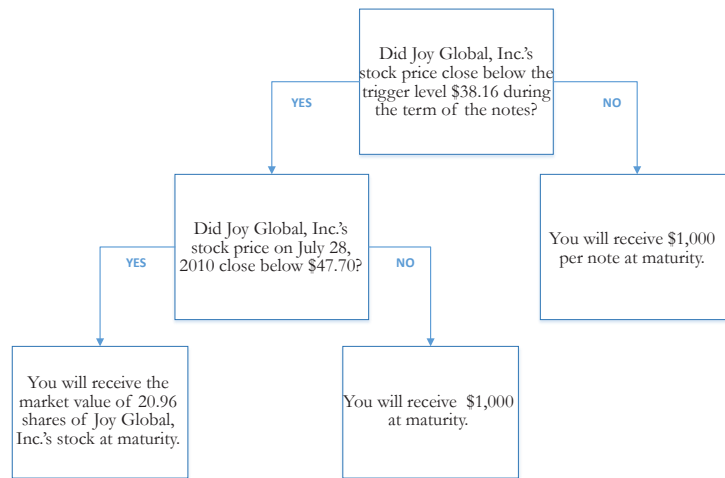 Did Joy Global, Inc.'s
stock price close below the
trigger level $38.16 during
the term of the notes?
YES
NO
Did Joy Global, Inc.'s
stock price on July 28,
2010 close below $47.70?
You will receive $1,000
per note at maturity.
YES
NO
You will receive the
market value of 20.96
shares of Joy Global,
Inc.'s stock at maturity.
You will receive $1,000
at maturity.